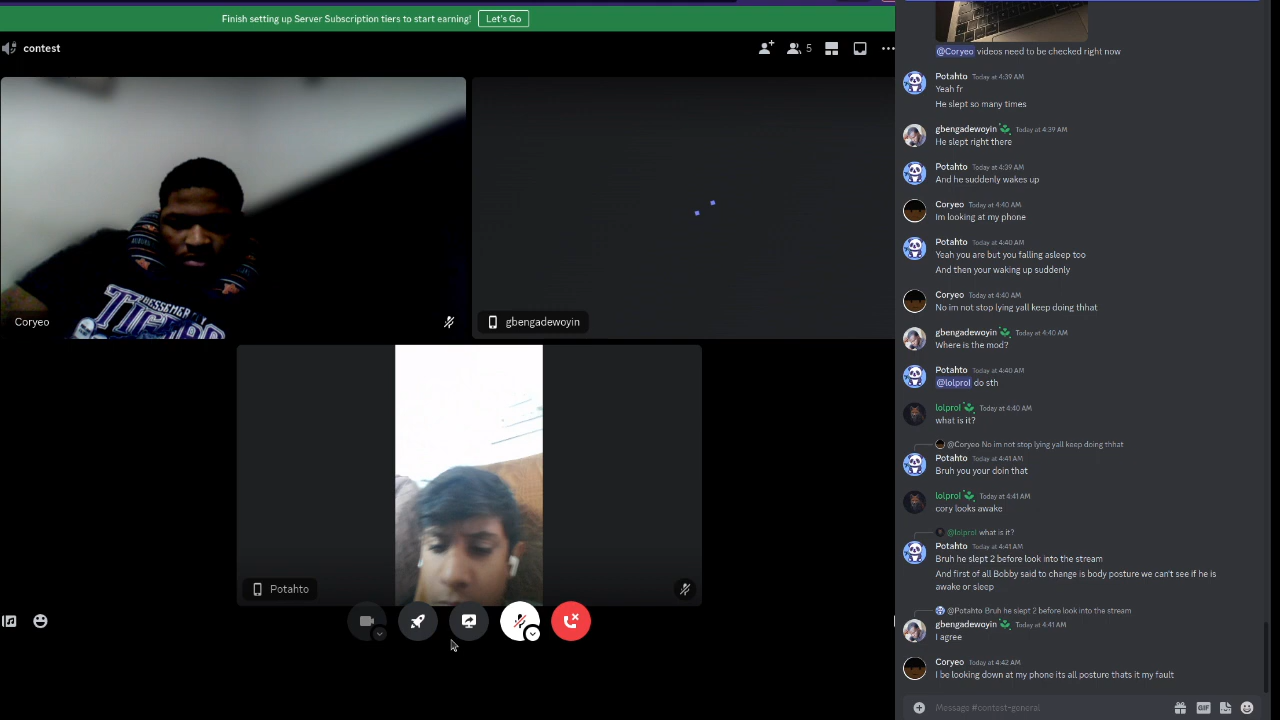 Finish setting up Server Subscription tiers to start earning!
Let's Go
contest
5
BESSEMER
TIGERS
Coryeo
gbengadewoyin
Potahto
@Coryeo videos need to be checked right now
Potahto Today at 4:39 AM
Yeah fr
He slept so many times
gbengadewoyin Today at 4:39 AM
He slept right there
Potahto Today at 4:39 AM
And he suddenly wakes up
Coryeo Today at 4:40 AM
Im looking at my phone
Potahto Today at 4:40 AM
Yeah you are but you falling asleep too
And then your waking up suddenly
Coryeo Today at 4:40 AM
No im not stop lying yall keep doing thhat
gbengadewoyin Today at 4:40 AM
Where is the mod?
Potahto Today at 4:40 AM
@lolprol do sth
lolprol Today at 4:40 AM
what is it?
@Coryeo No im not stop lying yall keep doing thhat
Potahto Today at 4:41 AM
Bruh you your doin that
lolprol Today at 4:41 AM
cory looks awake
@lolprol what is it?
Potahto Today at 4:41 AM
Bruh he slept 2 before look into the stream
And first of all Bobby said to change is body posture we can't see if he is
awake or sleep
@Potahto Bruh he slept 2 before look into the stream
gbengadewoyin Today at 4:41 AM
I agree
Coryeo Today at 4:42 AM
I be looking down at my phone its all posture thats it my fault
Message #contest-general
GIF